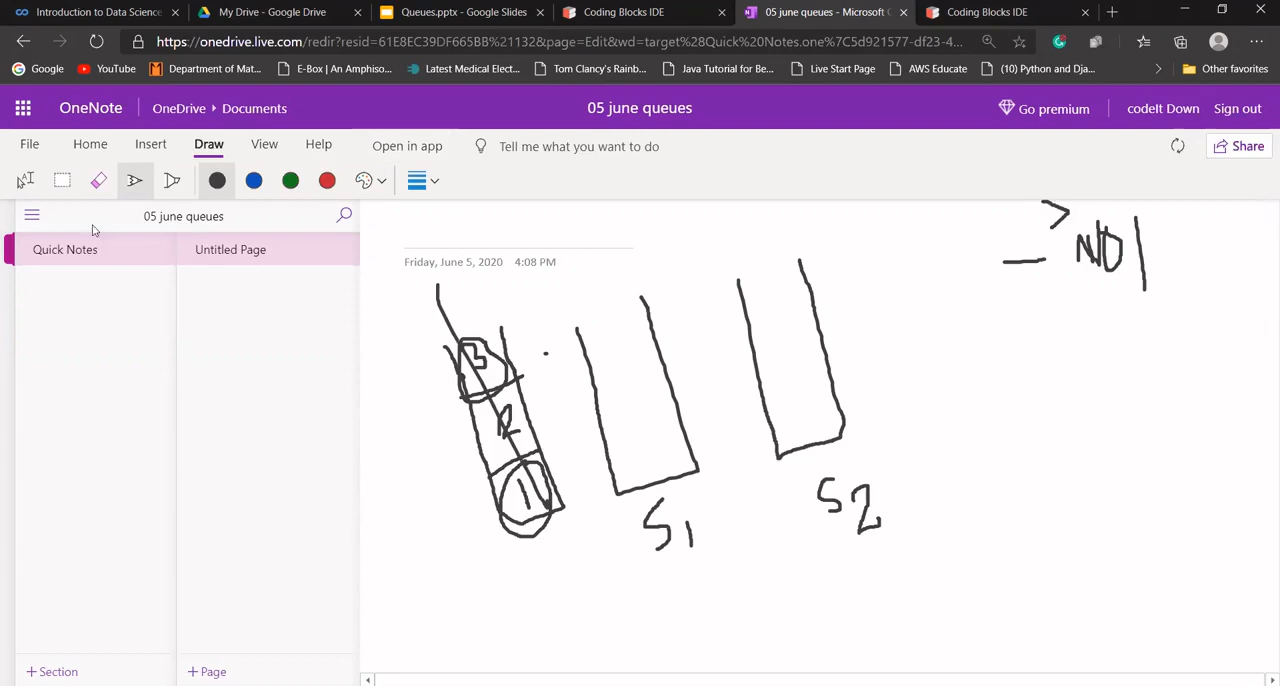 Introduction to Data Science
My Drive - Google Drive
Queues.pptx - Google Slides
Coding Blocks IDE
05 june queues - Microsoft O
Coding Blocks IDE
https://onedrive.live.com/redir?resid=61E8EC39DF665BB%21132&page=Edit&wd=target%28Quick%20Notes.one%7C5d921577-df23-4...
Google
YouTube
Department of Mat...
E-Box | An Amphiso...
Latest Medical Elect...
Tom Clancy's Rainb...
Java Tutorial for Be...
Live Start Page
AWS Educate
(10) Python and Dja...
Other favorites
OneNote
OneDrive › Documents
05 june queues
Go premium
codeIt Down
Sign out
File
Home
Insert
Draw
View
Help
Open in app
Tell me what you want to do
Share
05 june queues
Quick Notes
Untitled Page
Friday, June 5, 2020 4:08 PM
3
2
1
S1
S2
+ Section
+ Page